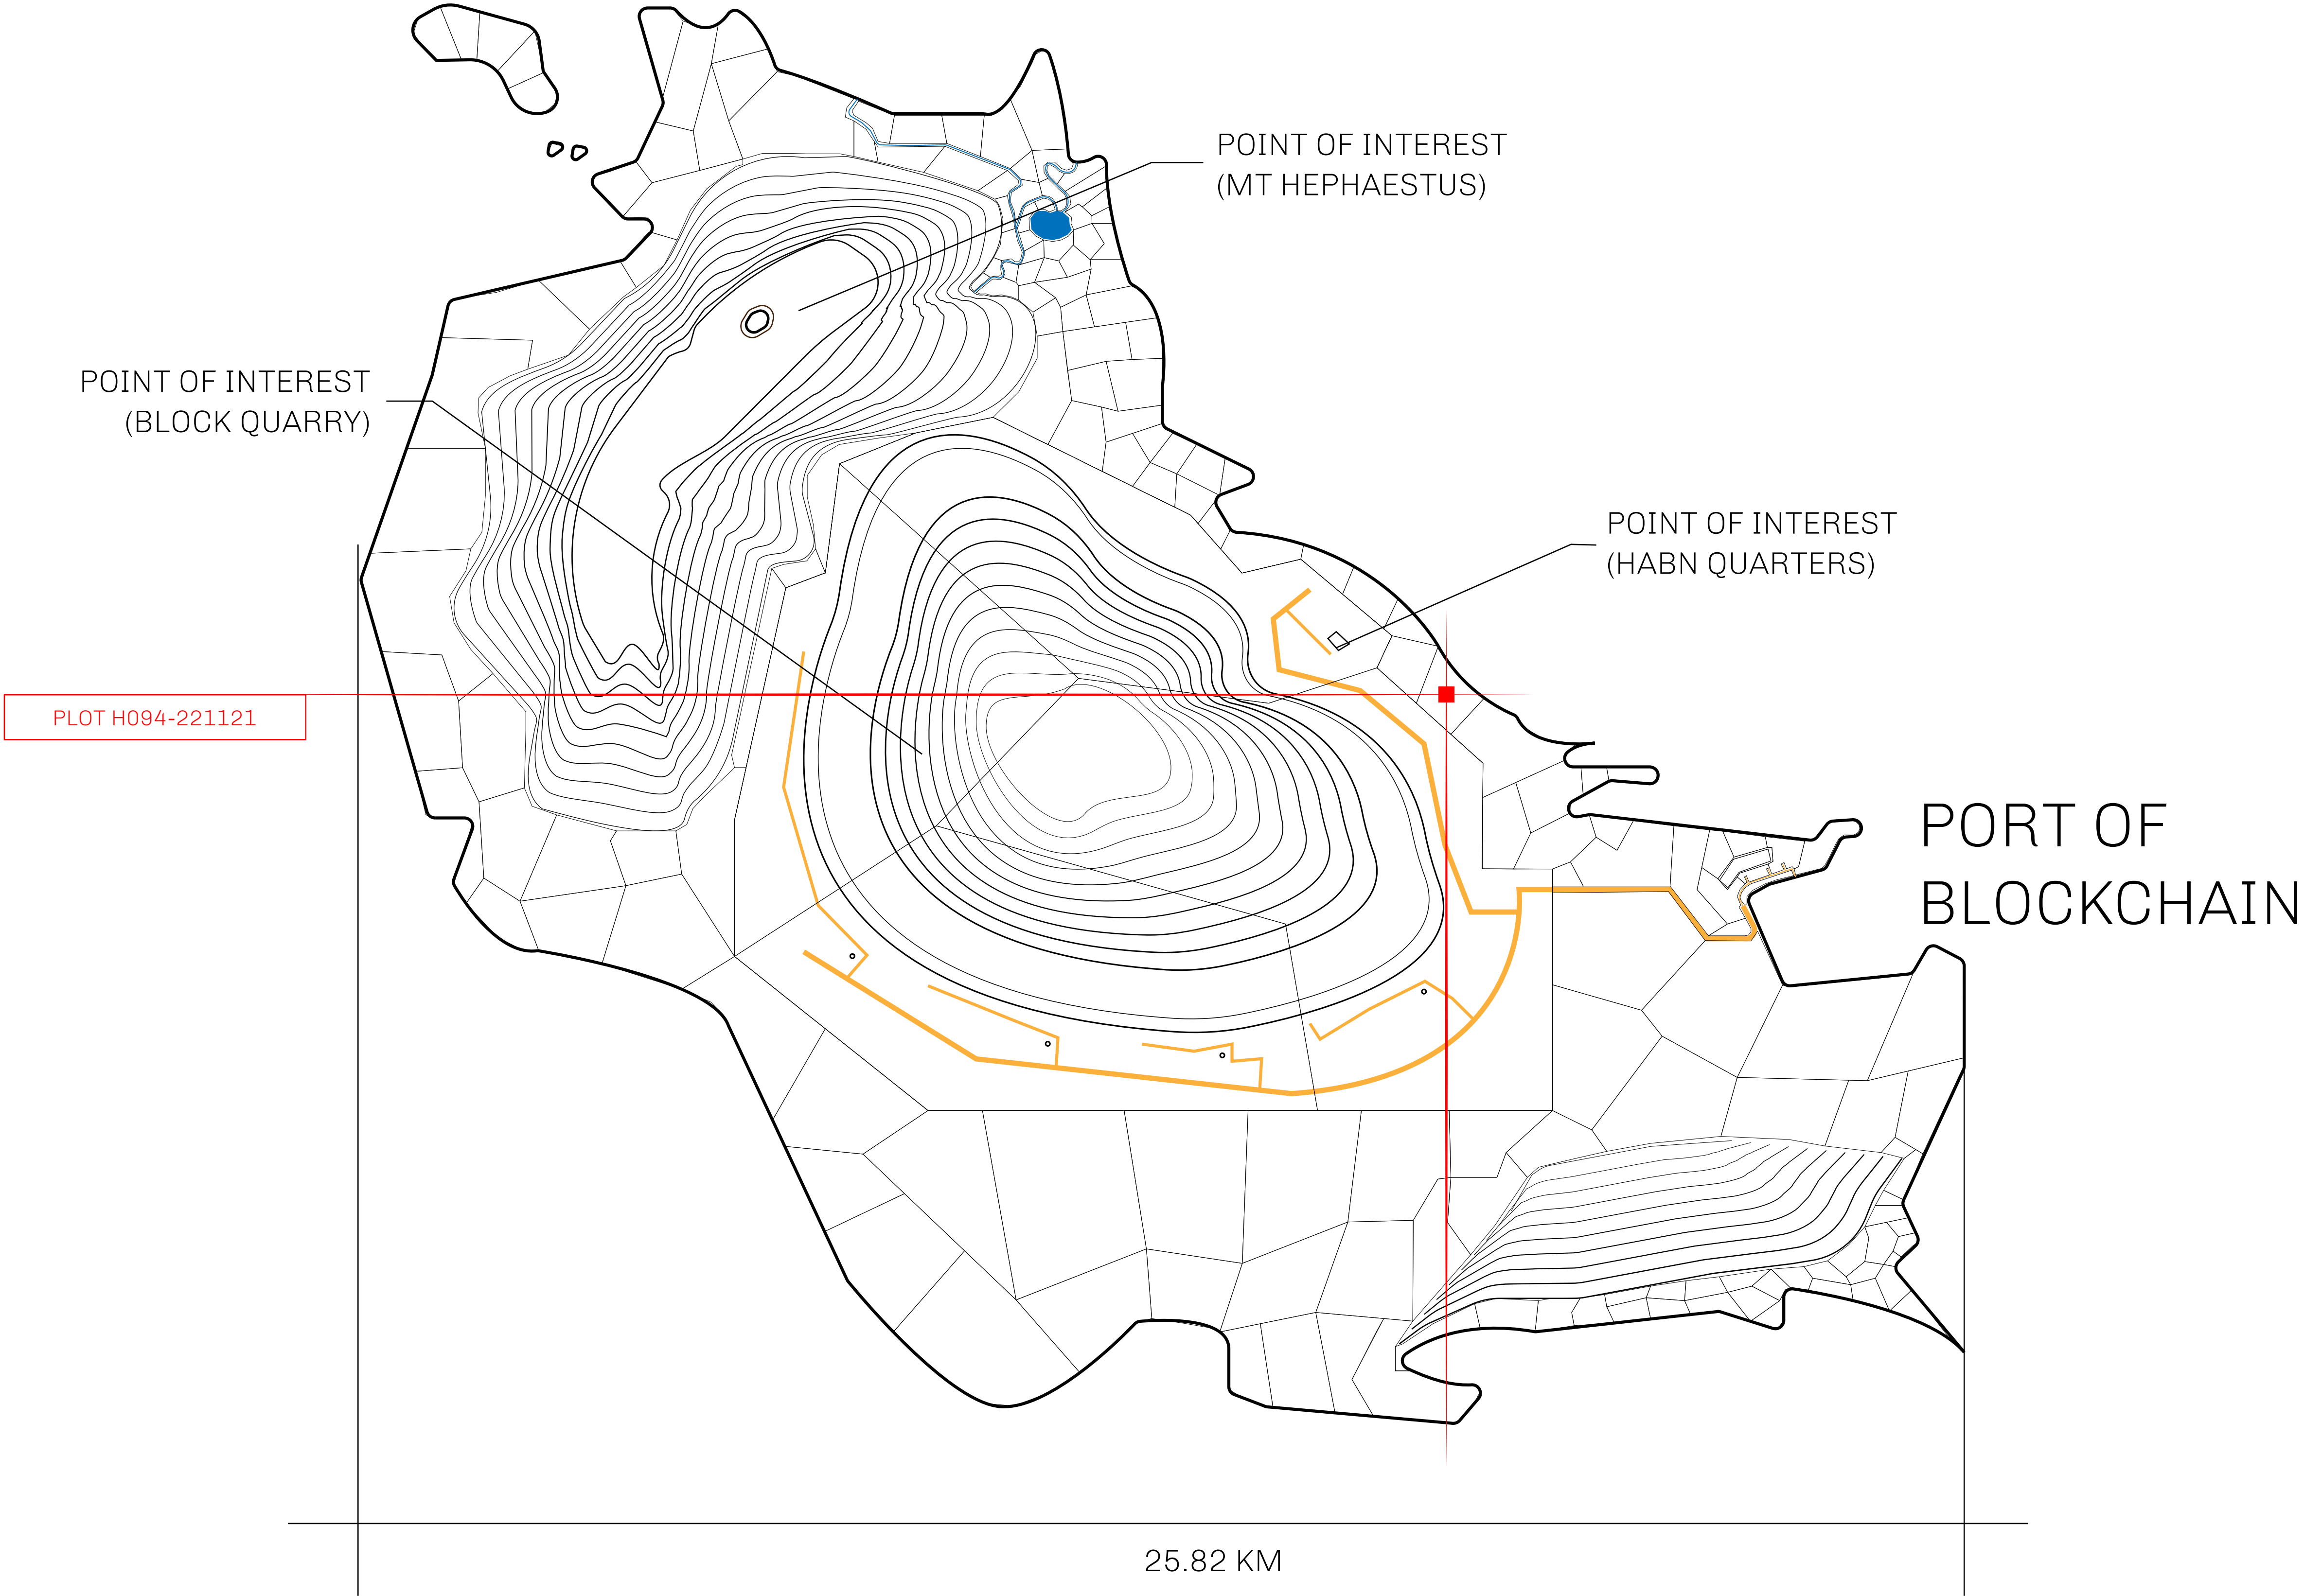 POINT OF INTEREST
(MT HEPHAESTUS)
POINT OF INTEREST
(BLOCK QUARRY)
POINT OF INTEREST
(HABN QUARTERS)
PLOT H094-221121
PORT OF
BLOCKCHAIN
25.82 KM